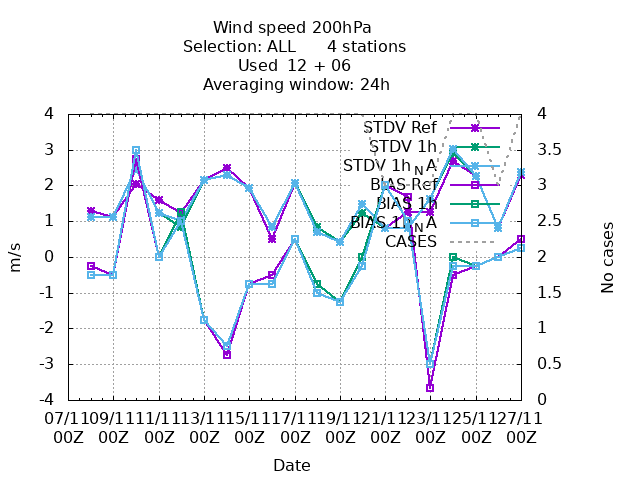 Wind speed 200hPa
Selection: ALL 4 stations
Used 12 + 06
Averaging window: 24h
4 3 2 1 0 -1 -2 -3 -4
m/s
STDV Ref
STDV 1h
STDV 1h_N A
BIAS Ref
BIAS 1h
BIAS 1h_N A
CASES
4 3.5 3 2.5 2 1.5 1 0.5 0
No cases
07/11 09/11 11/11 13/11 15/11 17/11 19/11 21/11 23/11 25/11 27/11
00Z 00Z 00Z 00Z 00Z 00Z 00Z 00Z 00Z 00Z 00Z
Date